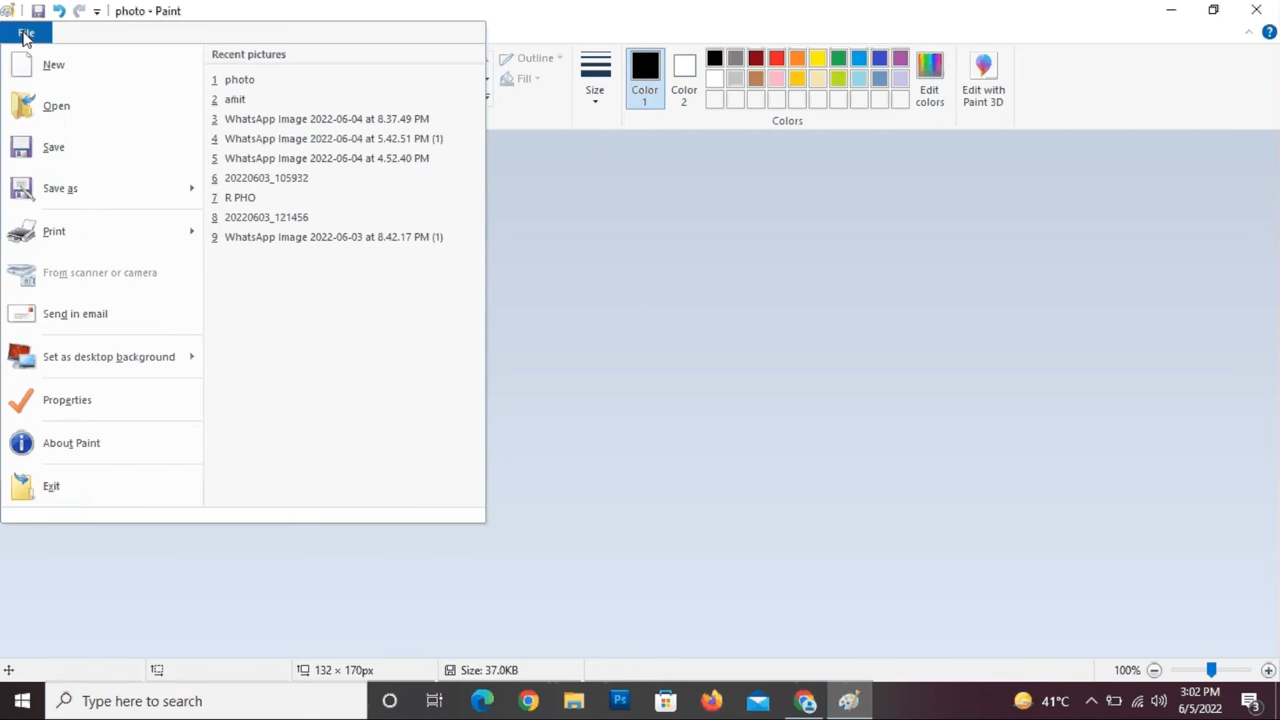 photo - Paint
File
New
Open
Save
Save as
Print
From scanner or camera
Send in email
Set as desktop background
Properties
About Paint
Exit
Recent pictures
1 photo
2 amit
3 WhatsApp Image 2022-06-04 at 8.37.49 PM
4 WhatsApp Image 2022-06-04 at 5.42.51 PM (1)
5 WhatsApp Image 2022-06-04 at 4.52.40 PM
6 20220603_105932
7 R PHO
8 20220603_121456
9 WhatsApp Image 2022-06-03 at 8.42.17 PM (1)
Outline
Fill
Size
Color
1
Color
2
Edit
colors
Edit with
Paint 3D
Colors
132 × 170px
Size: 37.0KB
100%
Type here to search
Ps
41°C
3:02 PM
6/5/2022
3